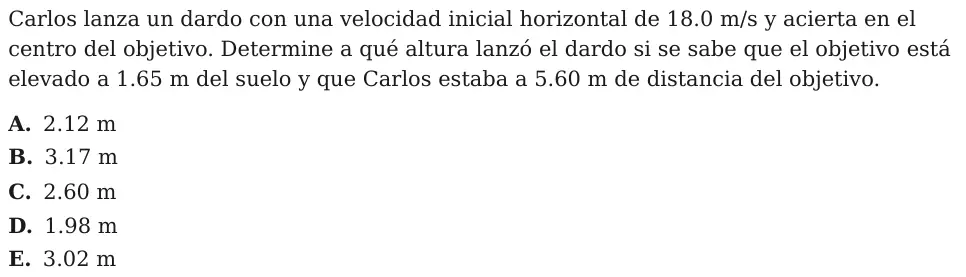 Carlos lanza un dardo con una velocidad inicial horizontal de 18.0 m/s y acierta en el
centro del objetivo. Determine a qué altura lanzó el dardo si se sabe que el objetivo está
elevado a 1.65 m del suelo y que Carlos estaba a 5.60 m de distancia del objetivo.
A. 2.12 m
B. 3.17 m
C. 2.60 m
D. 1.98 m
E. 3.02 m